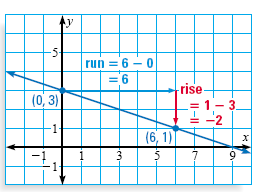 y
5
run = 6 − 0
= 6
rise
= 1 − 3
= −2
(0, 3)
1
(6, 1)
x
−1
1
3
5
7
9
−1